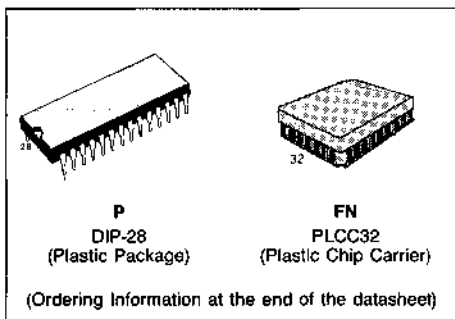 28
32
P
FN
DIP-28
PLCC32
(Plastic Package)
(Plastic Chip Carrier)
(Ordering Information at the end of the datasheet)